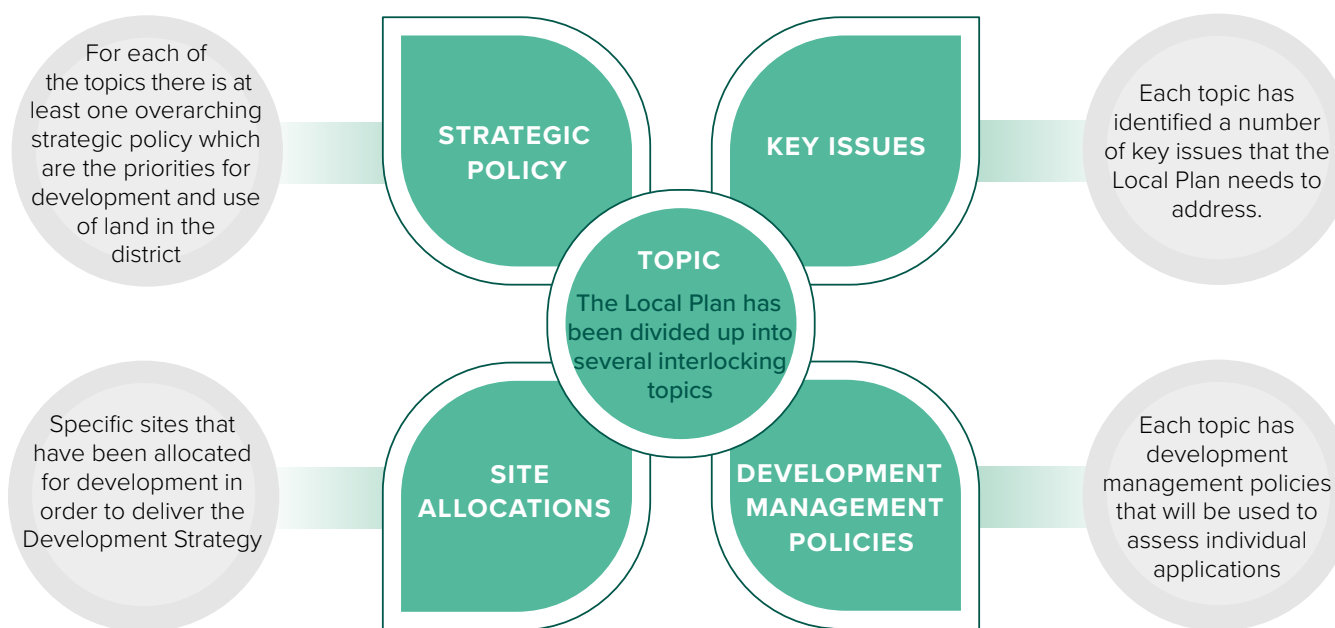 For each of
the topics there is at
least one overarching
strategic policy which
are the priorities for
development and use
of land in the
district
STRATEGIC
POLICY
KEY ISSUES
Each topic has
identified a number
of key issues that the
Local Plan needs to
address.
TOPIC
The Local Plan has
been divided up into
several interlocking
topics
Specific sites that
have been allocated
for development in
order to deliver the
Development Strategy
SITE
ALLOCATIONS
DEVELOPMENT
MANAGEMENT
POLICIES
Each topic has
development
management policies
that will be used to
assess individual
applications